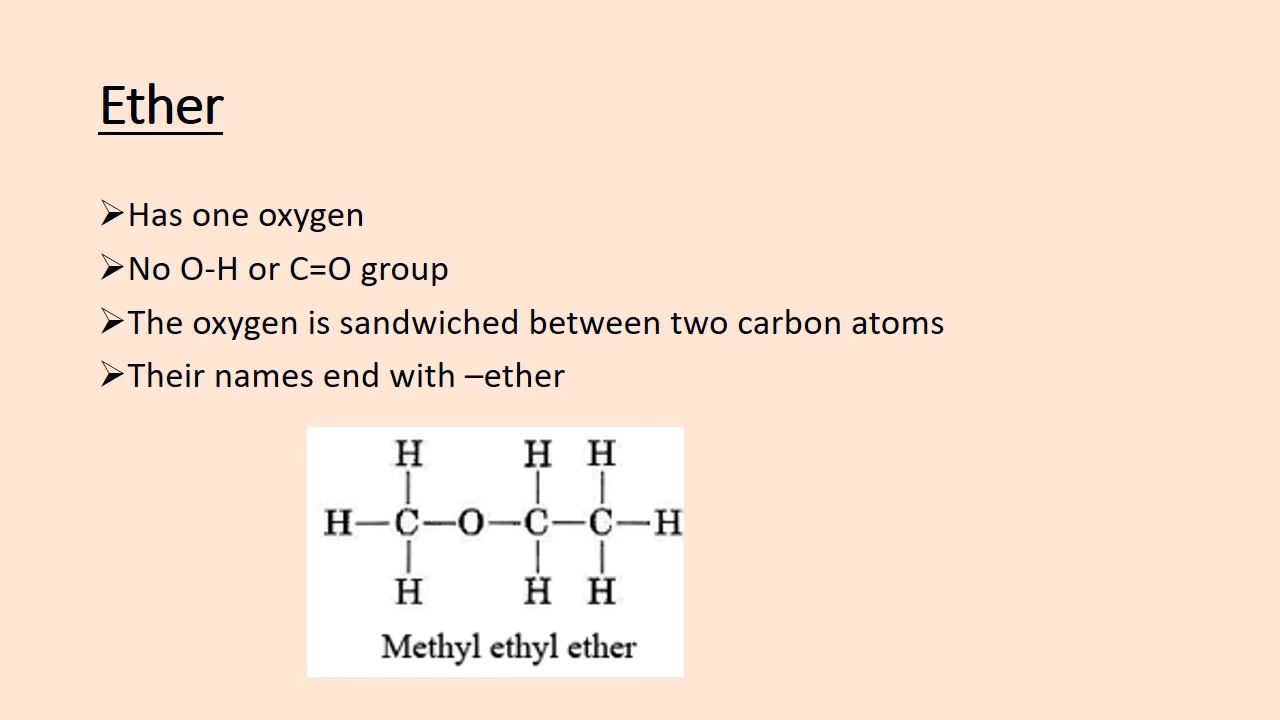 Ether
➢Has one oxygen
➢No O-H or C=O group
➢The oxygen is sandwiched between two carbon atoms
➢Their names end with –ether
H H H
H—C—O—C—C—H
H H H
Methyl ethyl ether